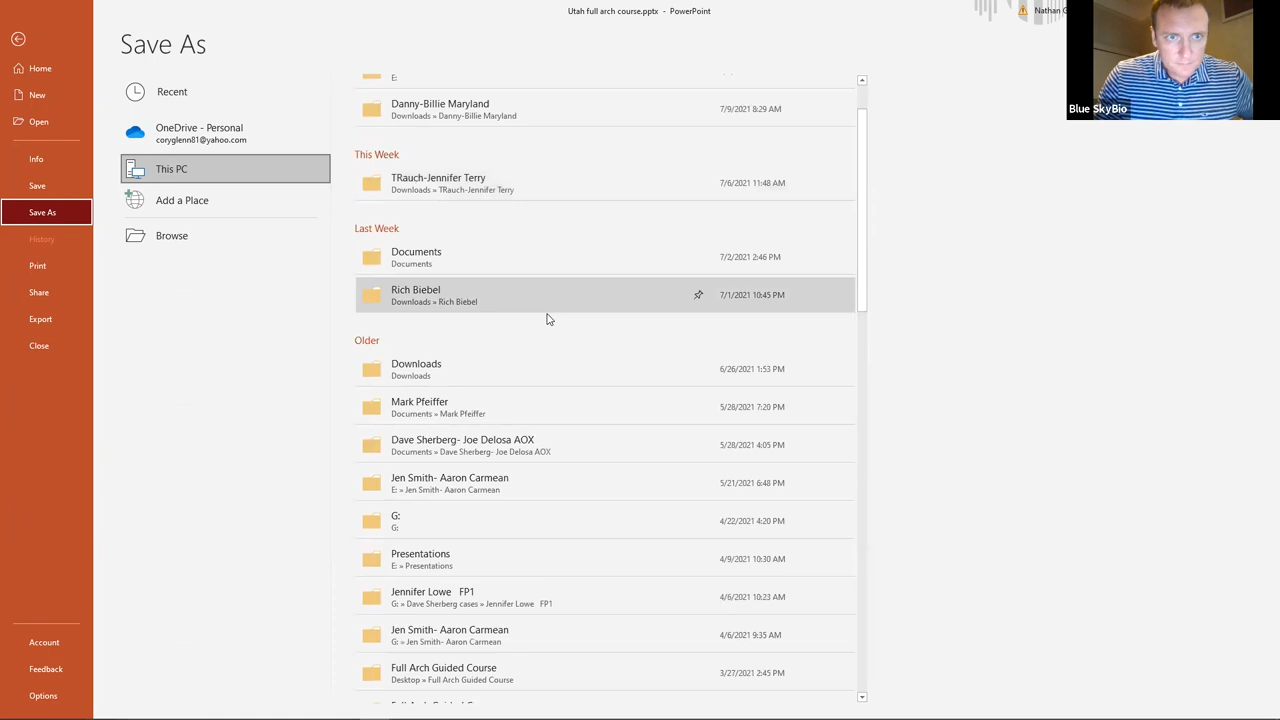 Utah full arch course.pptx - PowerPoint
Nathan G
Blue SkyBio
Save As
Home
New
Open
Info
Save
Save As
History
Print
Share
Export
Close
Account
Feedback
Options
Recent
OneDrive - Personal
coryglenn81@yahoo.com
This PC
Add a Place
Browse
E:
Danny-Billie Maryland
Downloads » Danny-Billie Maryland
7/9/2021 8:29 AM
This Week
TRauch-Jennifer Terry
Downloads » TRauch-Jennifer Terry
7/6/2021 11:48 AM
Last Week
Documents
Documents
7/2/2021 2:46 PM
Rich Biebel
Downloads » Rich Biebel
7/1/2021 10:45 PM
Older
Downloads
Downloads
6/26/2021 1:53 PM
Mark Pfeiffer
Documents » Mark Pfeiffer
5/28/2021 7:20 PM
Dave Sherberg- Joe Delosa AOX
Documents » Dave Sherberg- Joe Delosa AOX
5/28/2021 4:05 PM
Jen Smith- Aaron Carmean
E: » Jen Smith- Aaron Carmean
5/21/2021 6:48 PM
G:
G:
4/22/2021 4:20 PM
Presentations
E: » Presentations
4/9/2021 10:30 AM
Jennifer Lowe FP1
G: » Dave Sherberg cases » Jennifer Lowe FP1
4/6/2021 10:23 AM
Jen Smith- Aaron Carmean
G: » Jen Smith- Aaron Carmean
4/6/2021 9:35 AM
Full Arch Guided Course
Desktop » Full Arch Guided Course
3/27/2021 2:45 PM